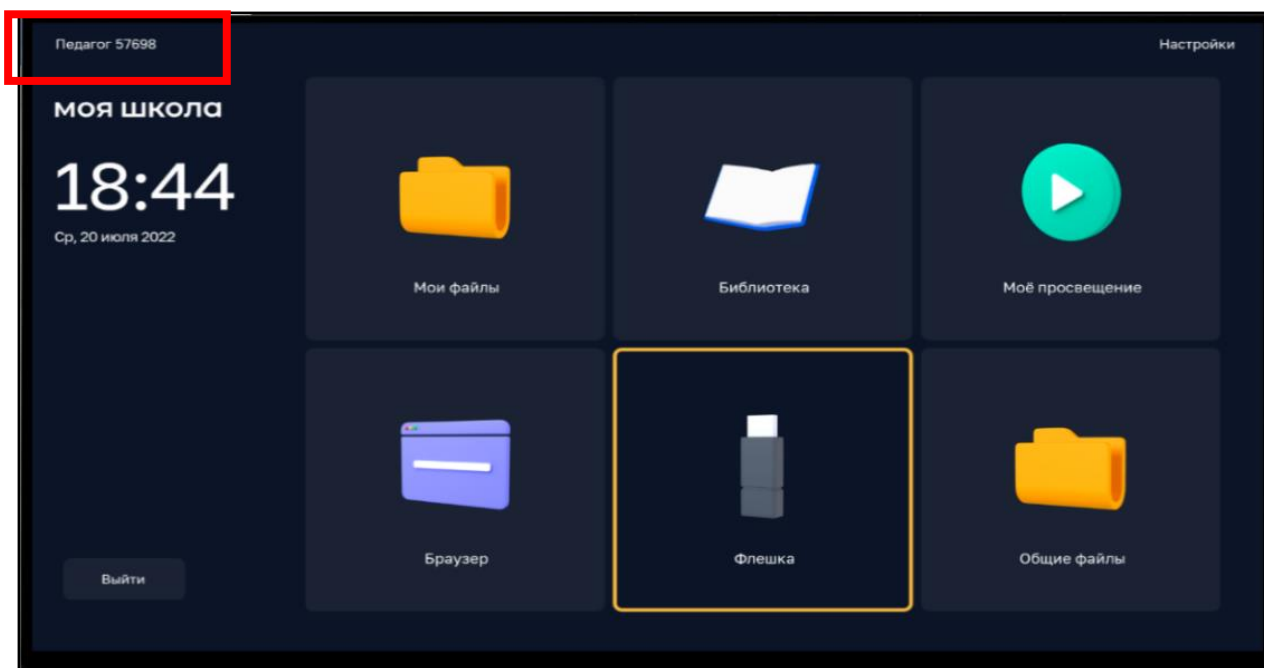 Педагог 57698
Настройки
моя школа
18:44
Ср, 20 июля 2022
Мои файлы
Библиотека
Моё просвещение
Браузер
Флешка
Общие файлы
Выйти